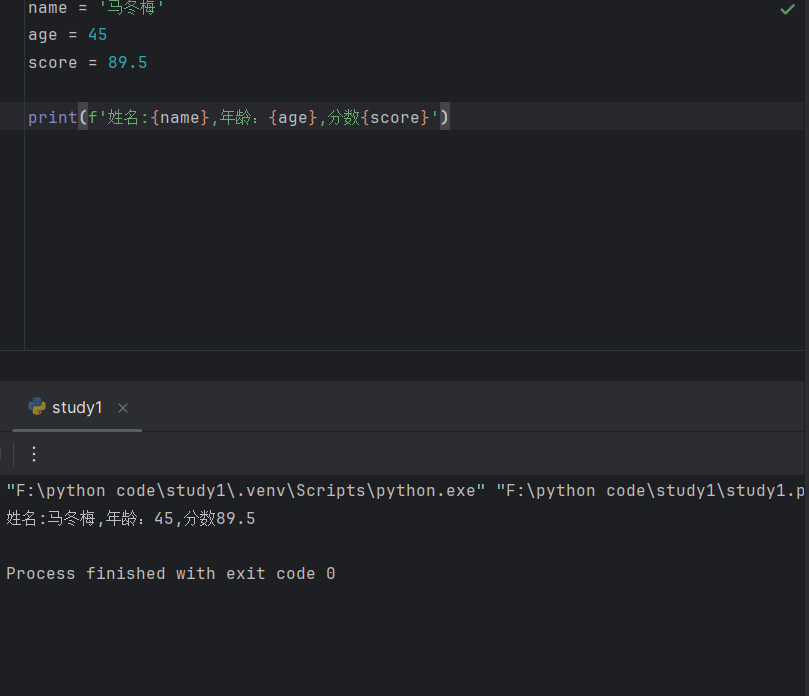 name = '马冬梅'
age = 45
score = 89.5
print(f'姓名:{name},年龄：{age},分数{score}')
study1
"F:\python code\study1\.venv\Scripts\python.exe" "F:\python code\study1\study1.p
姓名:马冬梅,年龄：45,分数89.5
Process finished with exit code 0